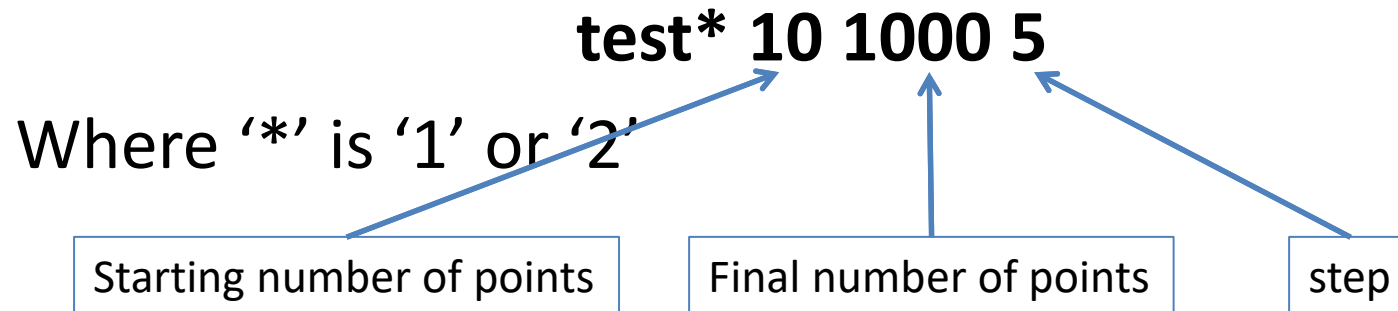 test* 10 1000 5
Where ‘*’ is ‘1’ or ‘2’
Starting number of points
Final number of points
step